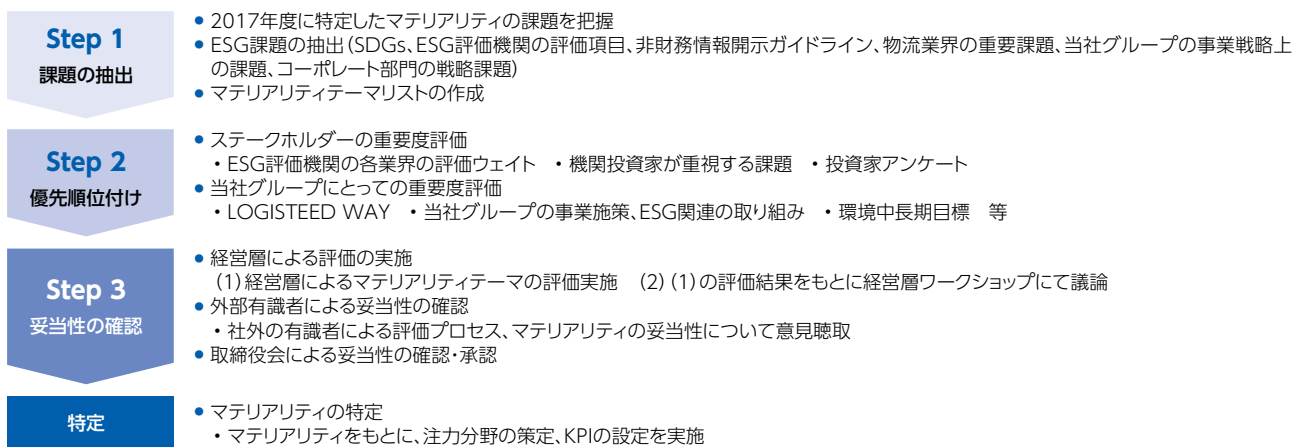 Step 1
課題の抽出
● 2017年度に特定したマテリアリティの課題を把握
● ESG課題の抽出（SDGs、ESG評価機関の評価項目、非財務情報開示ガイドライン、物流業界の重要課題、当社グループの事業戦略上
の課題、コーポレート部門の戦略課題）
● マテリアリティテーマリストの作成
Step 2
優先順位付け
● ステークホルダーの重要度評価
・ESG評価機関の各業界の評価ウェイト　・機関投資家が重視する課題　・投資家アンケート
● 当社グループにとっての重要度評価
・LOGISTEED WAY　・当社グループの事業施策、ESG関連の取り組み　・環境中長期目標　等
Step 3
妥当性の確認
● 経営層による評価の実施
（1）経営層によるマテリアリティテーマの評価実施　（2）（1）の評価結果をもとに経営層ワークショップにて議論
● 外部有識者による妥当性の確認
・社外の有識者による評価プロセス、マテリアリティの妥当性について意見聴取
● 取締役会による妥当性の確認・承認
特定
● マテリアリティの特定
・マテリアリティをもとに、注力分野の策定、KPIの設定を実施